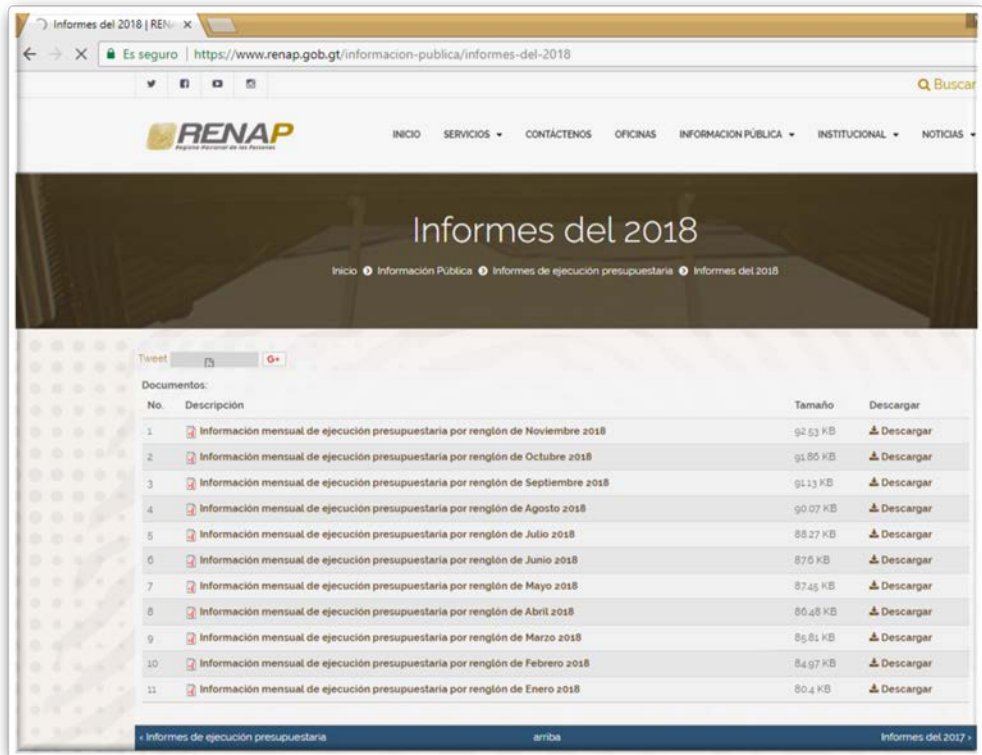 Informes del 2018 | REN
Es seguro | https://www.renap.gob.gt/informacion-publica/informes-del-2018
Buscar
RENAP
Registro Nacional de las Personas
INICIO SERVICIOS CONTÁCTENOS OFICINAS INFORMACION PÚBLICA INSTITUCIONAL NOTICIAS
Informes del 2018
Inicio Información Pública Informes de ejecución presupuestaria Informes del 2018
Tweet G+
Documentos:
No. Descripción Tamaño Descargar
1 Información mensual de ejecución presupuestaria por renglón de Noviembre 2018 92.53 KB Descargar
2 Información mensual de ejecución presupuestaria por renglón de Octubre 2018 91.86 KB Descargar
3 Información mensual de ejecución presupuestaria por renglón de Septiembre 2018 91.13 KB Descargar
4 Información mensual de ejecución presupuestaria por renglón de Agosto 2018 90.07 KB Descargar
5 Información mensual de ejecución presupuestaria por renglón de Julio 2018 88.27 KB Descargar
6 Información mensual de ejecución presupuestaria por renglón de Junio 2018 87.6 KB Descargar
7 Información mensual de ejecución presupuestaria por renglón de Mayo 2018 87.45 KB Descargar
8 Información mensual de ejecución presupuestaria por renglón de Abril 2018 86.48 KB Descargar
9 Información mensual de ejecución presupuestaria por renglón de Marzo 2018 85.81 KB Descargar
10 Información mensual de ejecución presupuestaria por renglón de Febrero 2018 84.97 KB Descargar
11 Información mensual de ejecución presupuestaria por renglón de Enero 2018 80.4 KB Descargar
‹ Informes de ejecución presupuestaria arriba Informes del 2017 ›